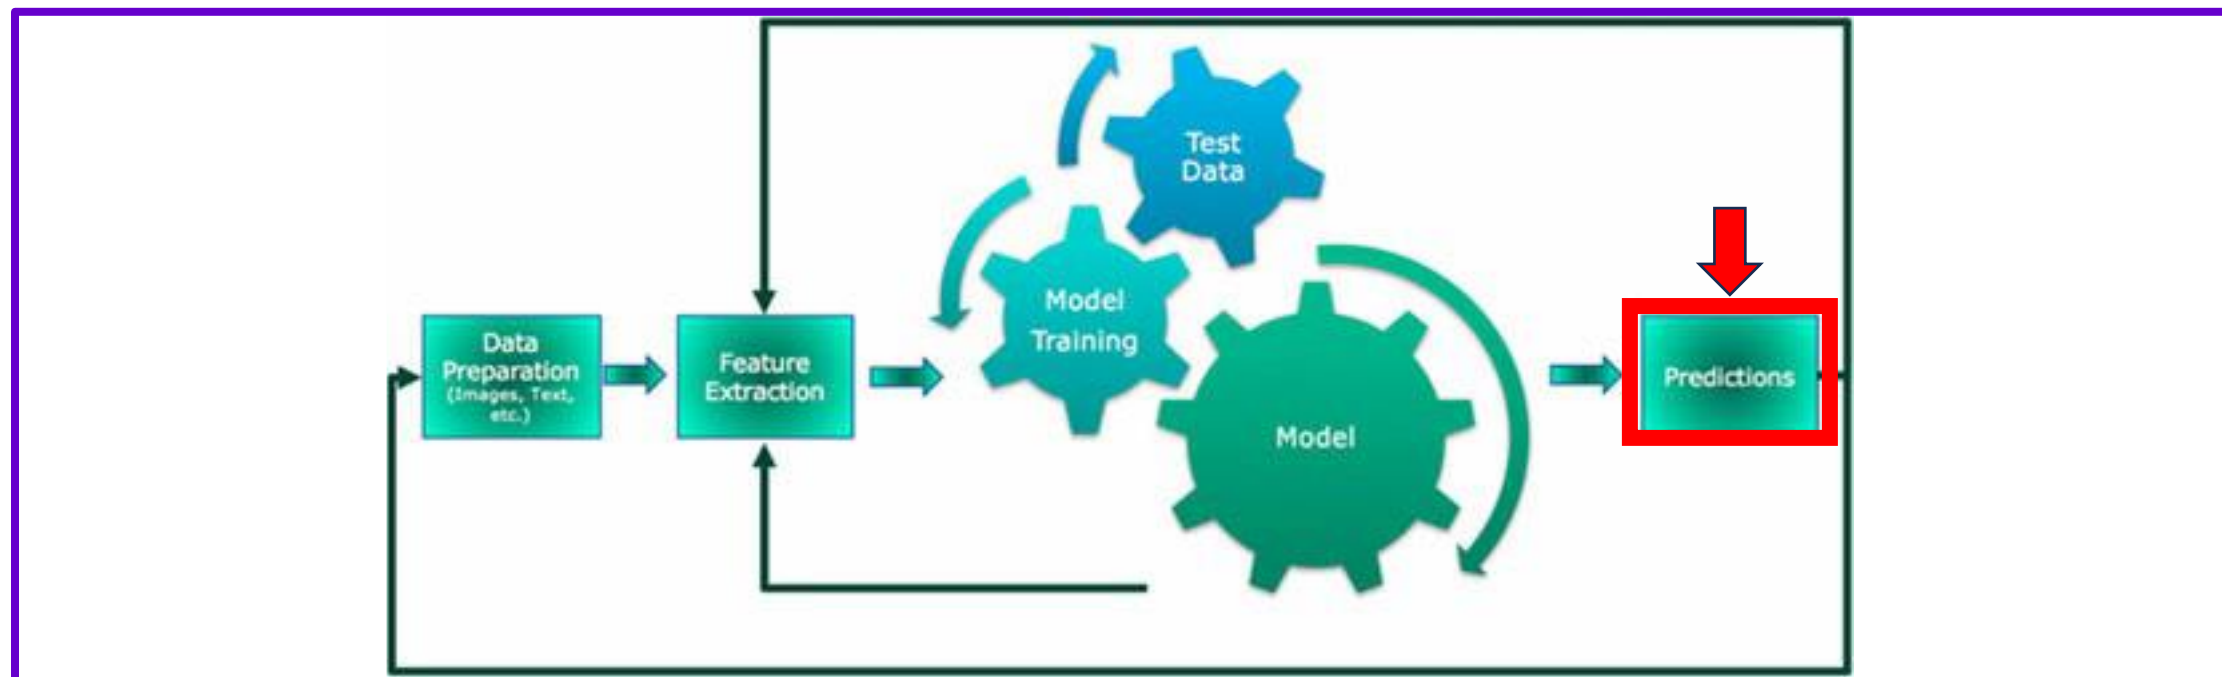 Test
Data
Model
Training
Data
Preparation
(Images, Text,
etc.)
Feature
Extraction
Model
Predictions